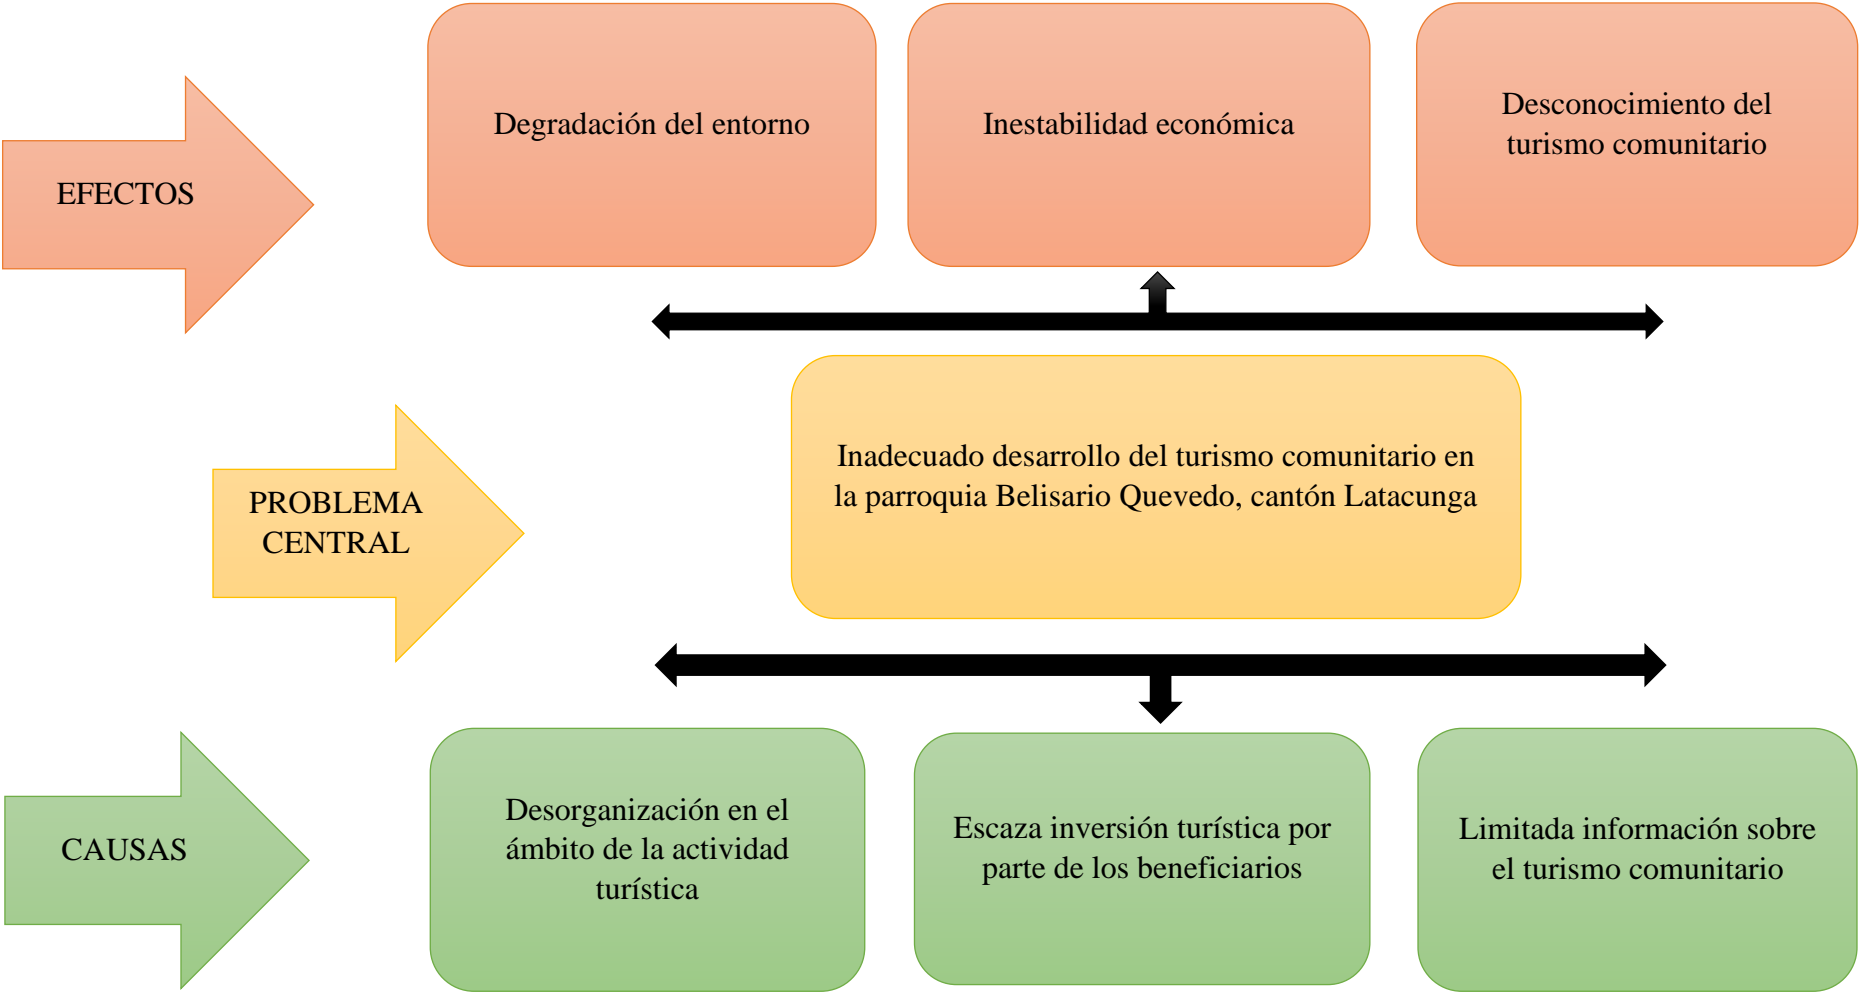 EFECTOS
Degradación del entorno
Inestabilidad económica
Desconocimiento del
turismo comunitario
PROBLEMA
CENTRAL
Inadecuado desarrollo del turismo comunitario en
la parroquia Belisario Quevedo, cantón Latacunga
CAUSAS
Desorganización en el
ámbito de la actividad
turística
Escaza inversión turística por
parte de los beneficiarios
Limitada información sobre
el turismo comunitario